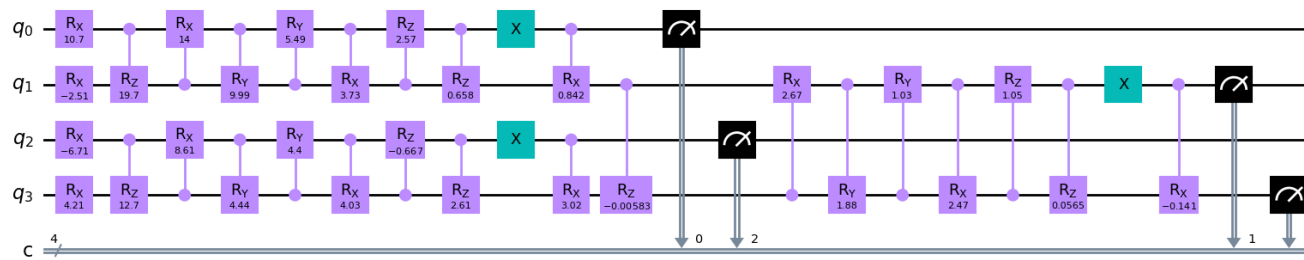 q0 RX 10.7 RX 14 RY 5.49 RZ 2.57 X
q1 RX −2.51 RZ 19.7 RY 9.99 RX 3.73 RZ 0.658 RX 0.842 RX 2.67 RY 1.03 RZ 1.05 X
q2 RX −6.71 RX 8.61 RY 4.4 RZ −0.667 X
q3 RX 4.21 RZ 12.7 RY 4.44 RX 4.03 RZ 2.61 RX 3.02 RZ −0.00583 RY 1.88 RX 2.47 RZ 0.0565 RX −0.141
c 4 0 2 1